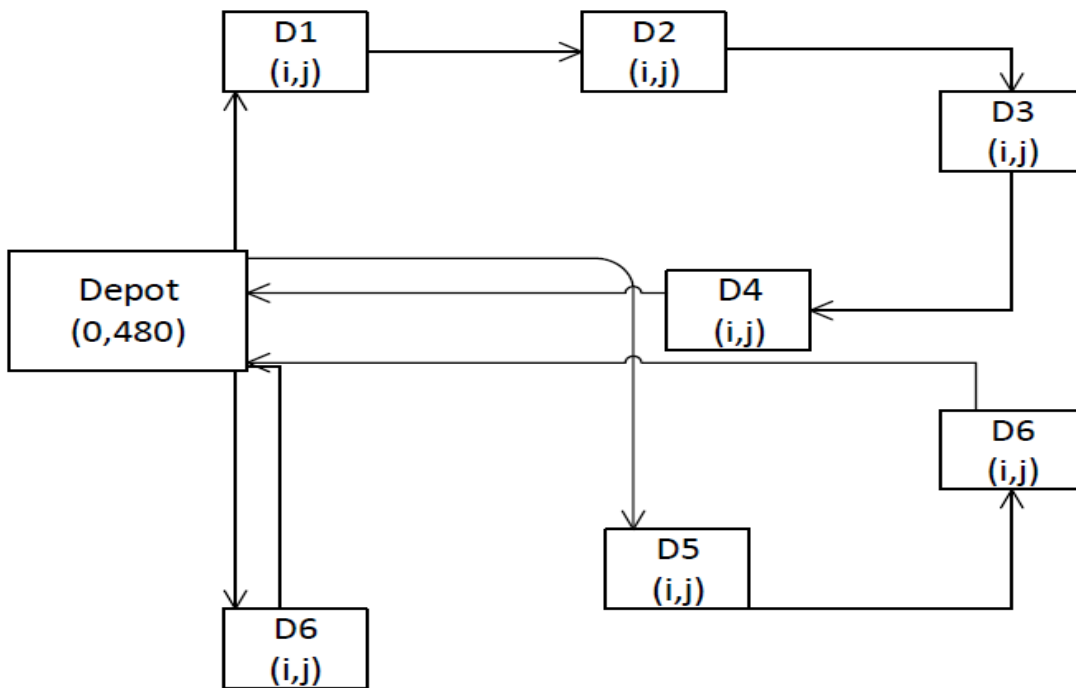 D1
(i,j)
D2
(i,j)
D3
(i,j)
Depot
(0,480)
D4
(i,j)
D6
(i,j)
D5
(i,j)
D6
(i,j)